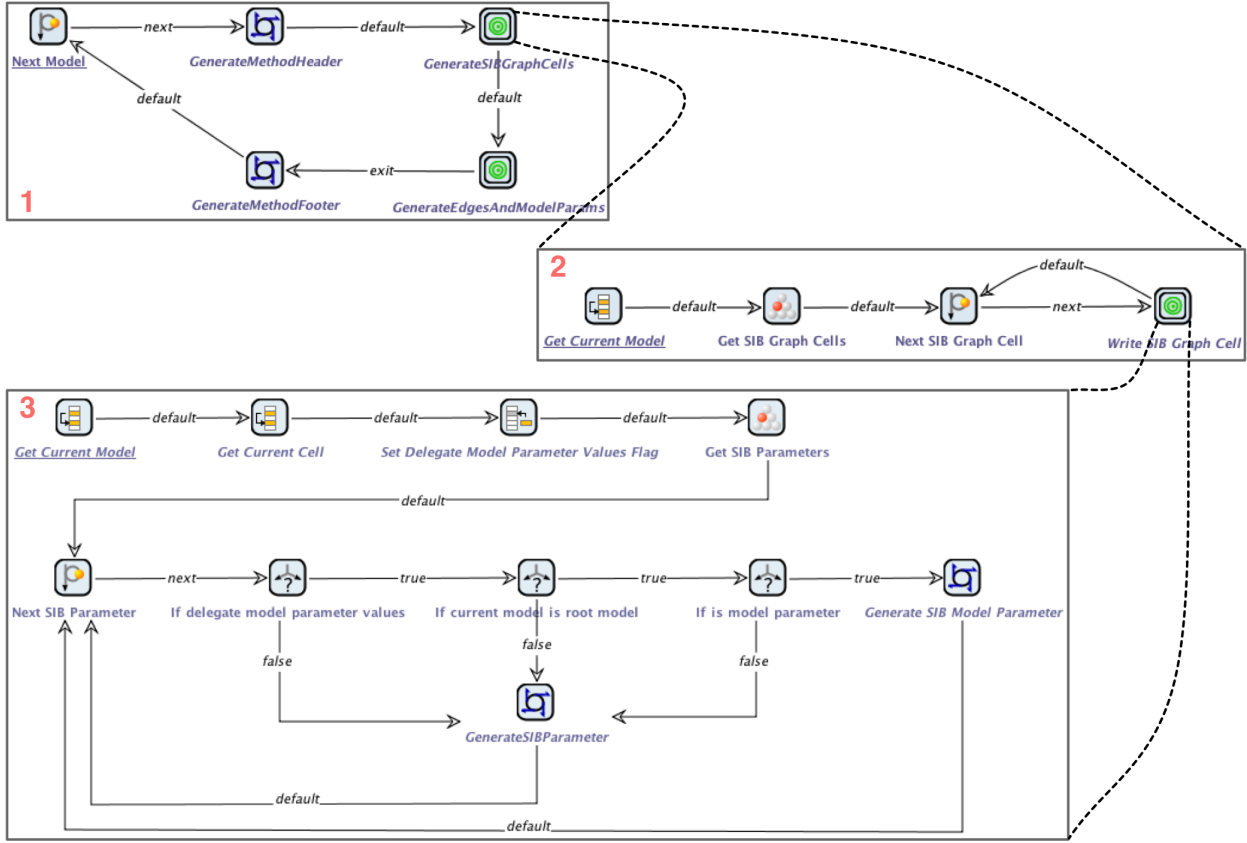 next
default
Next Model
GenerateMethodHeader
GenerateSIBGraphCells
default
default
exit
1
GenerateMethodFooter
GenerateEdgesAndModelParams
2
default
default
default
next
Get Current Model
Get SIB Graph Cells
Next SIB Graph Cell
Write SIB Graph Cell
3
default
default
default
Get Current Model
Get Current Cell
Set Delegate Model Parameter Values Flag
Get SIB Parameters
default
next
true
true
true
Next SIB Parameter
If delegate model parameter values
If current model is root model
If is model parameter
Generate SIB Model Parameter
false
false
false
GenerateSIBParameter
default
default